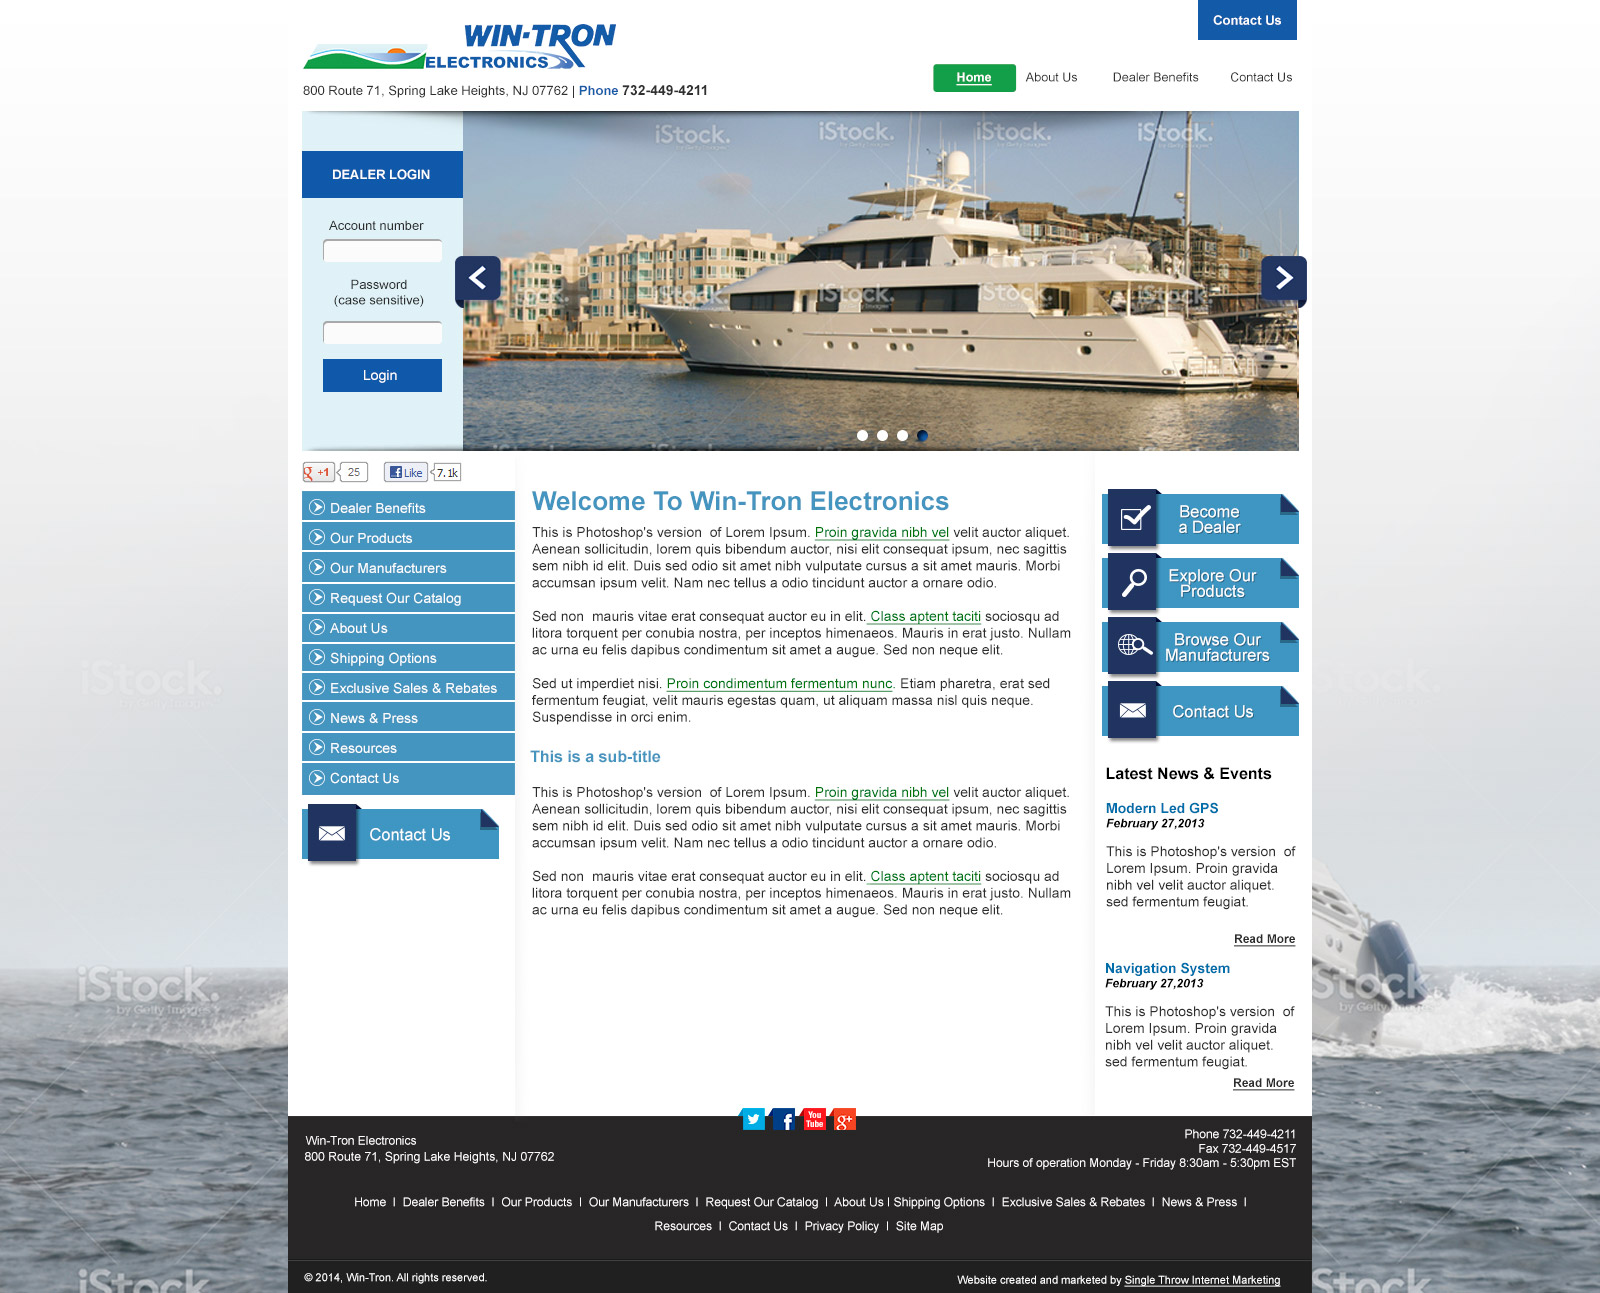 Contact Us
WIN-TRON
ELECTRONICS
800 Route 71, Spring Lake Heights, NJ 07762 | Phone 732-449-4211
Home About Us Dealer Benefits Contact Us
iStock. iStock. iStock. iStock.
by Getty Images
DEALER LOGIN
Account number
Password
(case sensitive)
Login
iStock. iStock. iStock.
+1 25 Like 7.1k
Dealer Benefits
Our Products
Our Manufacturers
Request Our Catalog
About Us
Shipping Options
Exclusive Sales & Rebates
News & Press
Resources
Contact Us
Contact Us
Welcome To Win-Tron Electronics
This is Photoshop's version  of Lorem Ipsum. Proin gravida nibh vel velit auctor aliquet.
Aenean sollicitudin, lorem quis bibendum auctor, nisi elit consequat ipsum, nec sagittis
sem nibh id elit. Duis sed odio sit amet nibh vulputate cursus a sit amet mauris. Morbi
accumsan ipsum velit. Nam nec tellus a odio tincidunt auctor a ornare odio.
Sed non  mauris vitae erat consequat auctor eu in elit. Class aptent taciti sociosqu ad
litora torquent per conubia nostra, per inceptos himenaeos. Mauris in erat justo. Nullam
ac urna eu felis dapibus condimentum sit amet a augue. Sed non neque elit.
Sed ut imperdiet nisi. Proin condimentum fermentum nunc. Etiam pharetra, erat sed
fermentum feugiat, velit mauris egestas quam, ut aliquam massa nisl quis neque.
Suspendisse in orci enim.
This is a sub-title
This is Photoshop's version  of Lorem Ipsum. Proin gravida nibh vel velit auctor aliquet.
Aenean sollicitudin, lorem quis bibendum auctor, nisi elit consequat ipsum, nec sagittis
sem nibh id elit. Duis sed odio sit amet nibh vulputate cursus a sit amet mauris. Morbi
accumsan ipsum velit. Nam nec tellus a odio tincidunt auctor a ornare odio.
Sed non  mauris vitae erat consequat auctor eu in elit. Class aptent taciti sociosqu ad
litora torquent per conubia nostra, per inceptos himenaeos. Mauris in erat justo. Nullam
ac urna eu felis dapibus condimentum sit amet a augue. Sed non neque elit.
Become
a Dealer
Explore Our
Products
Browse Our
Manufacturers
Contact Us
Latest News & Events
Modern Led GPS
February 27,2013
This is Photoshop's version  of
Lorem Ipsum. Proin gravida
nibh vel velit auctor aliquet.
sed fermentum feugiat.
Read More
Navigation System
February 27,2013
This is Photoshop's version  of
Lorem Ipsum. Proin gravida
nibh vel velit auctor aliquet.
sed fermentum feugiat.
Read More
iStock.
iStock.
by Getty Images
iStock.
by Getty Images
You
Tube
g+
Win-Tron Electronics
800 Route 71, Spring Lake Heights, NJ 07762
Phone 732-449-4211
Fax 732-449-4517
Hours of operation Monday - Friday 8:30am - 5:30pm EST
Home | Dealer Benefits | Our Products | Our Manufacturers | Request Our Catalog | About Us | Shipping Options | Exclusive Sales & Rebates | News & Press |
Resources | Contact Us | Privacy Policy | Site Map
© 2014, Win-Tron. All rights reserved.
Website created and marketed by Single Throw Internet Marketing
iStock. iStock.